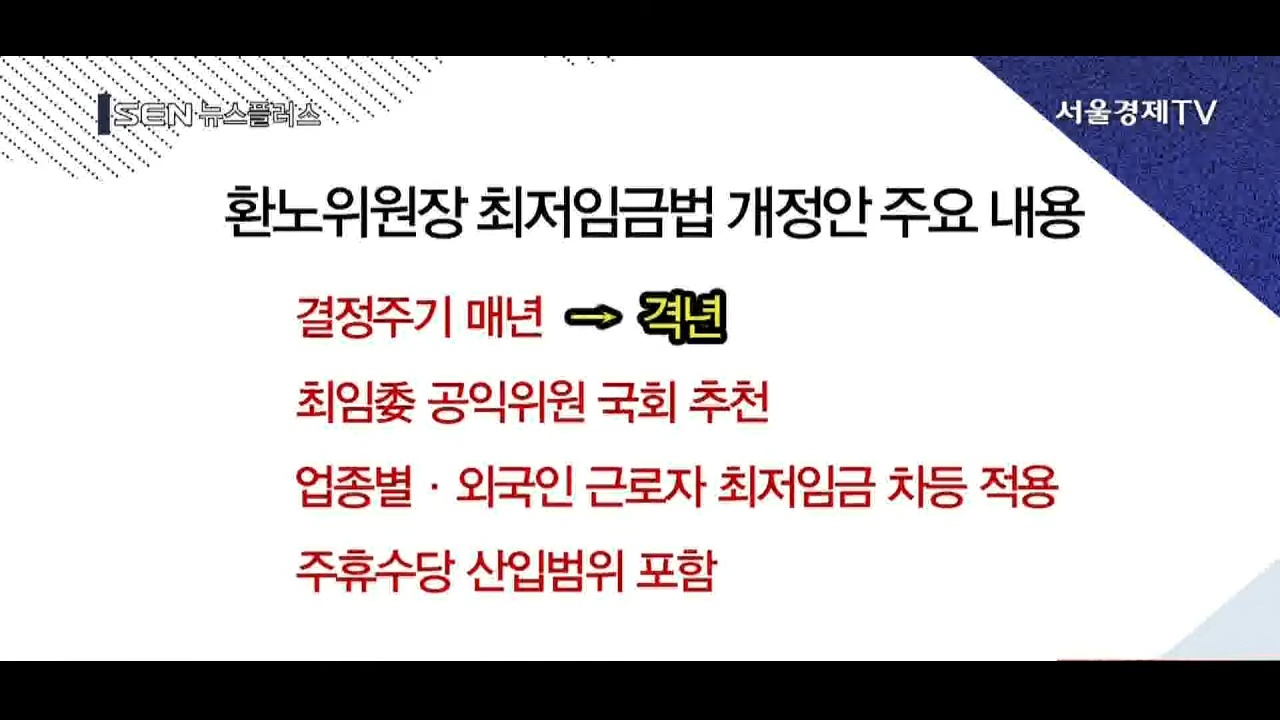 SEN 뉴스플러스
서울경제TV
환노위원장 최저임금법 개정안 주요 내용
결정주기 매년 → 격년
최임委 공익위원 국회 추천
업종별 · 외국인 근로자 최저임금 차등 적용
주휴수당 산입범위 포함